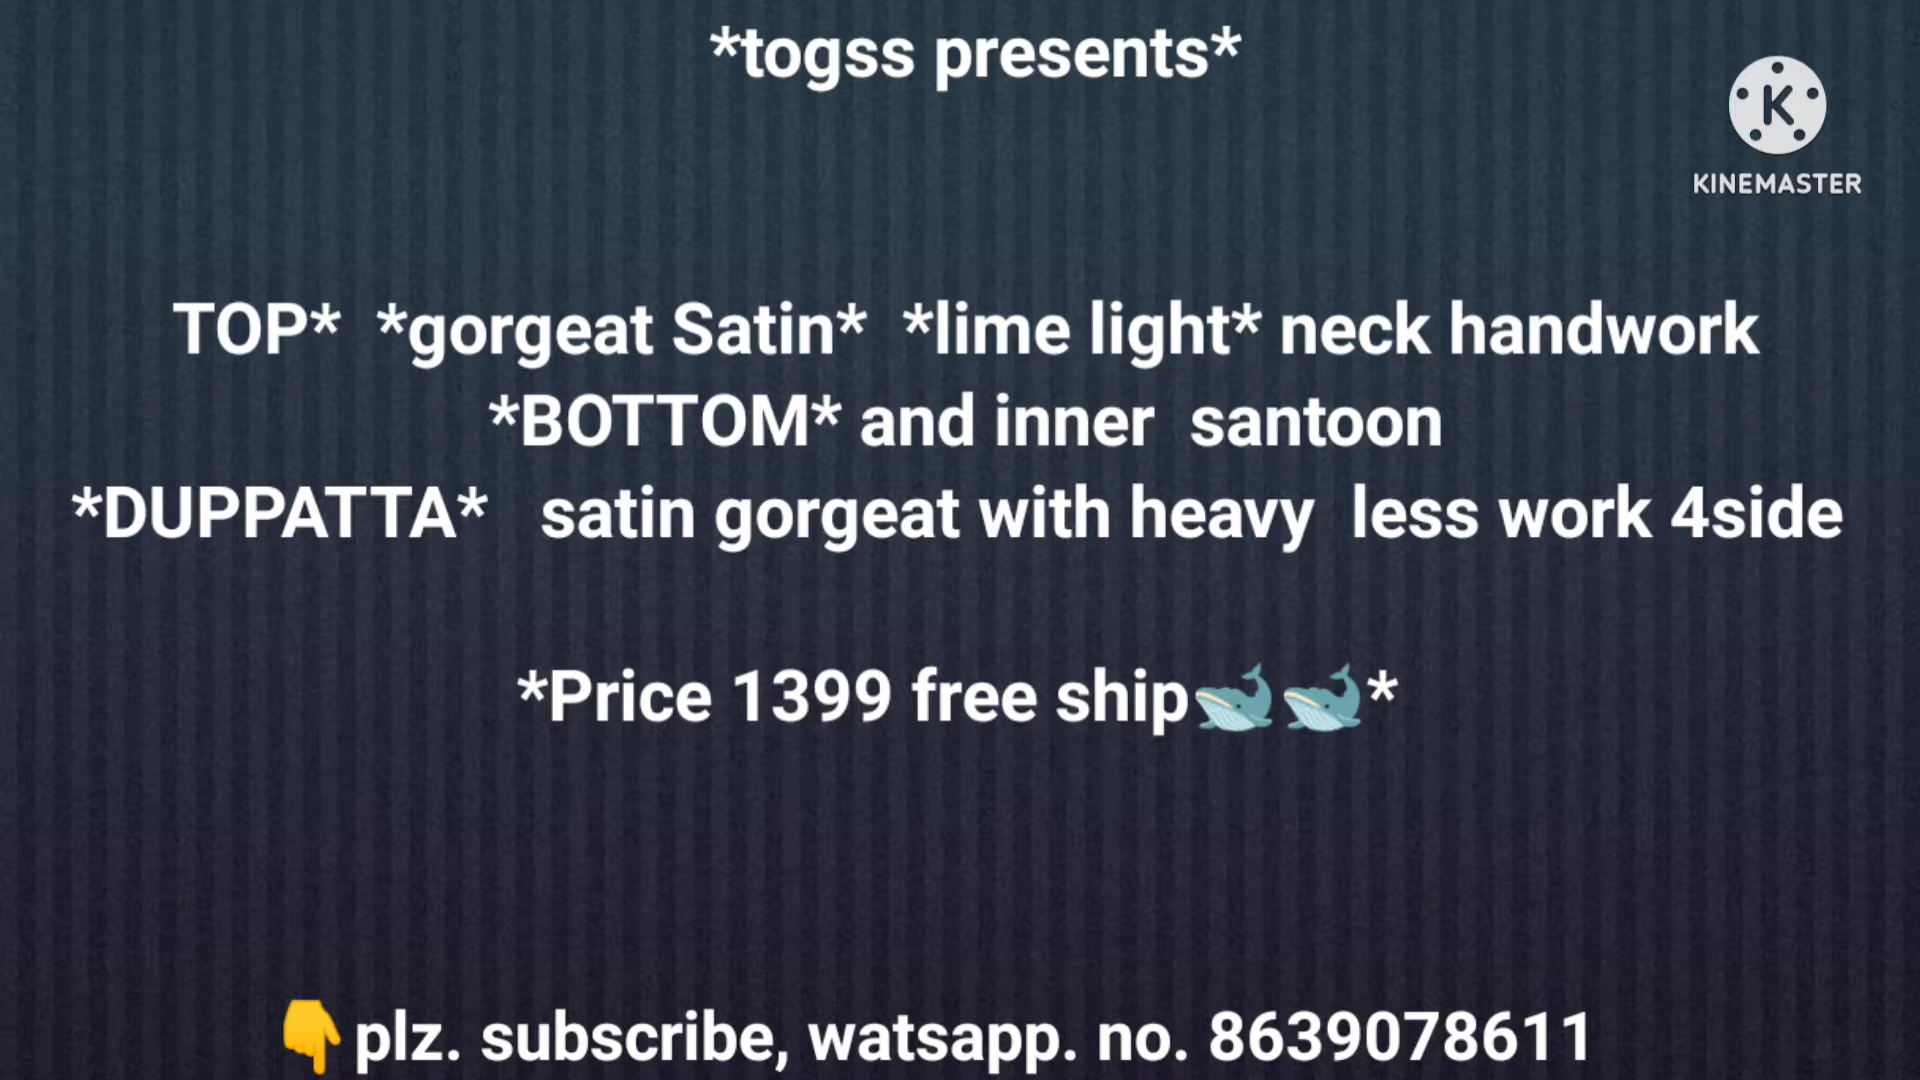 *togss presents*
KINEMASTER
TOP*  *gorgeat Satin*  *lime light* neck handwork
*BOTTOM* and inner  santoon
*DUPPATTA*   satin gorgeat with heavy  less work 4side
*Price 1399 free ship🐋🐋*
👇plz. subscribe, watsapp. no. 8639078611